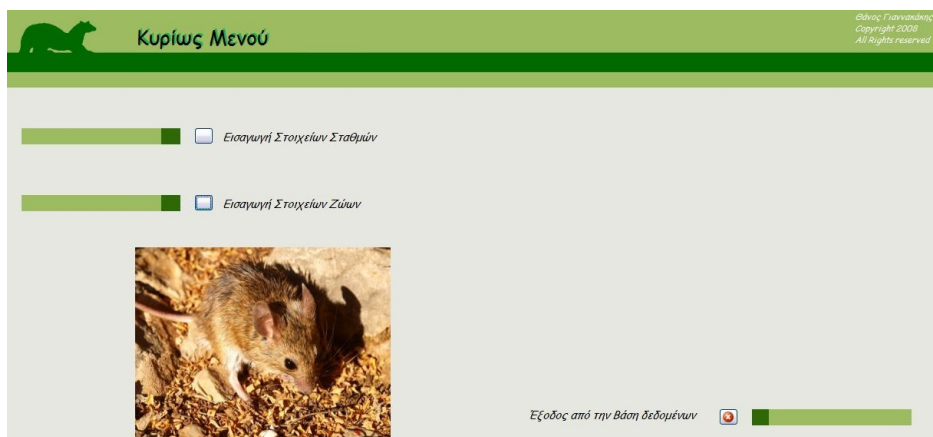 Κυρίως Μενού
Θάνος Γιαννακάκης
Copyright 2008
All Rights reserved
Εισαγωγή Στοιχείων Σταθμών
Εισαγωγή Στοιχείων Ζώων
Έξοδος από την Βάση δεδομένων